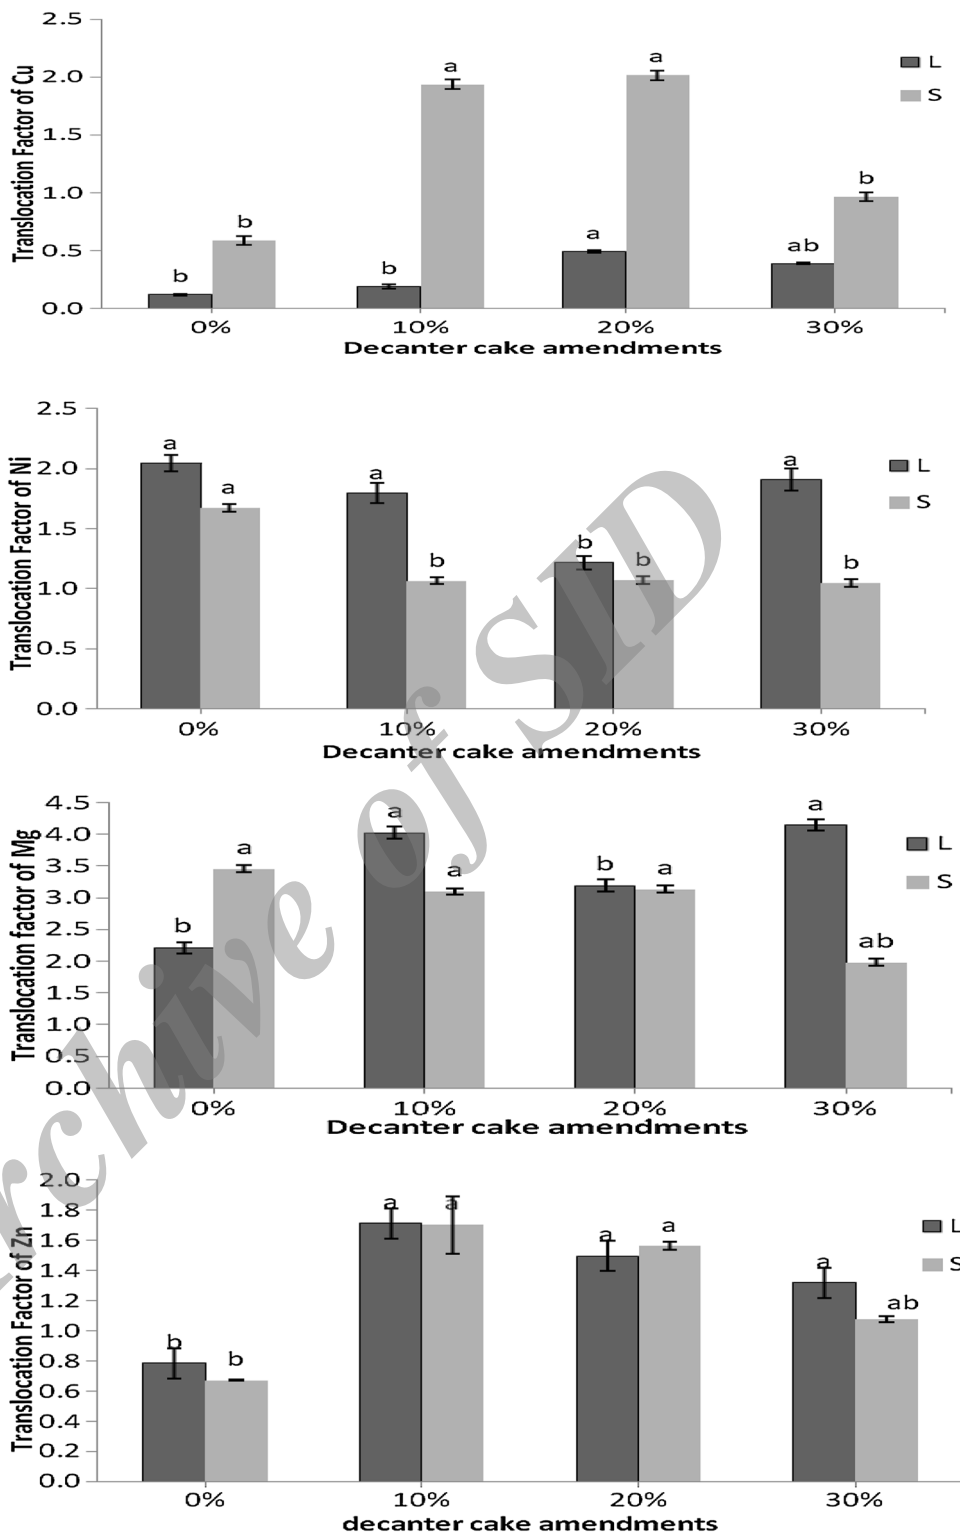 Translocation Factor of Cu
2.5
2.0
1.5
1.0
0.5
0.0
b
b
b
a
a
a
ab
b
L
S
0%
10%
20%
30%
Decanter cake amendments
Translocation Factor of Ni
2.5
2.0
1.5
1.0
0.5
0.0
a
a
a
b
b
b
a
b
L
S
0%
10%
20%
30%
Decanter cake amendments
Translocation factor of Mg
4.5
4.0
3.5
3.0
2.5
2.0
1.5
1.0
0.5
0.0
b
a
a
a
b
a
a
ab
L
S
0%
10%
20%
30%
Decanter cake amendments
Translocation Factor of Zn
2.0
1.8
1.6
1.4
1.2
1.0
0.8
0.6
0.4
0.2
0.0
b
b
a
a
a
a
a
ab
L
S
0%
10%
20%
30%
decanter cake amendments
Archive of SID